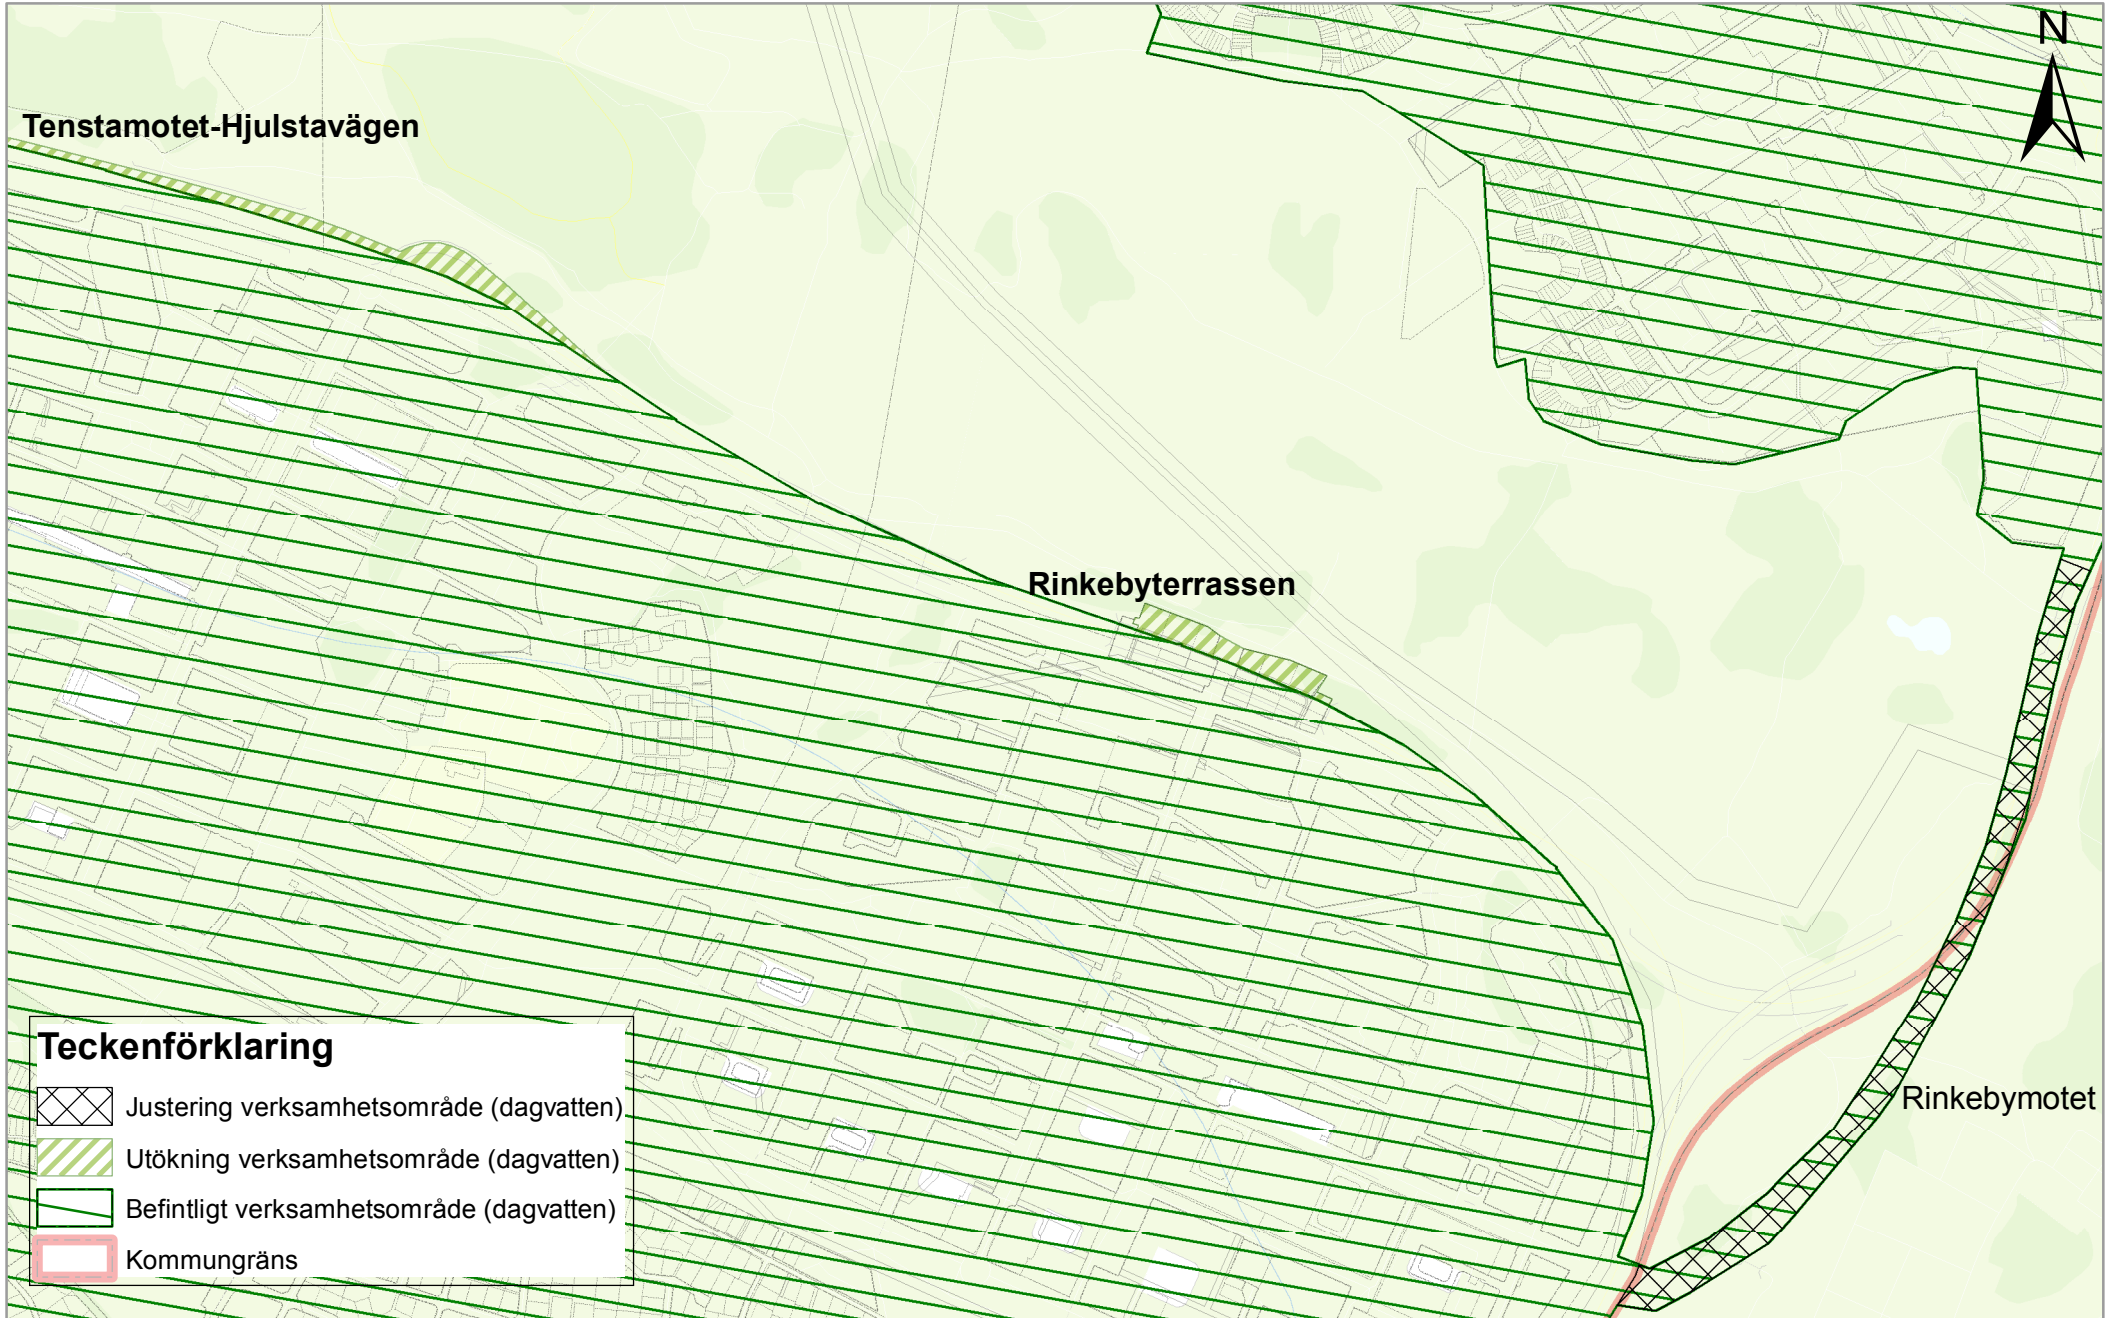 N
Tenstamotet-Hjulstavägen
Rinkebyterrassen
Rinkebymotet
Teckenförklaring
Justering verksamhetsområde (dagvatten)
Utökning verksamhetsområde (dagvatten)
Befintligt verksamhetsområde (dagvatten)
Kommungräns